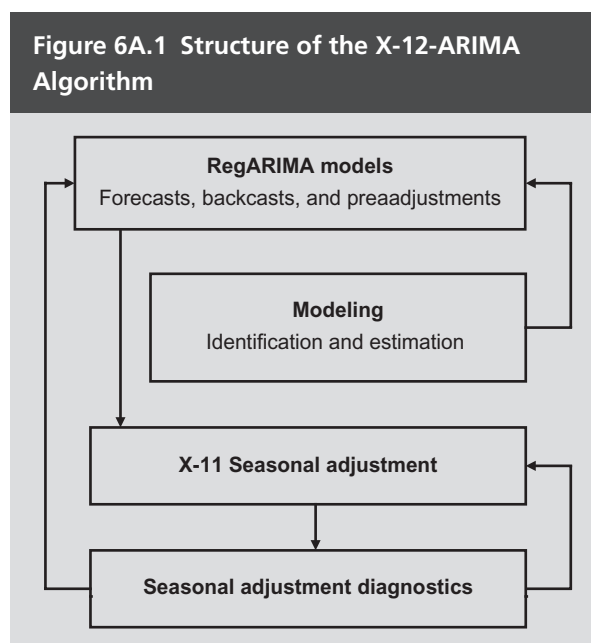 Figure 6A.1 Structure of the X-12-ARIMA
Algorithm
RegARIMA models
Forecasts, backcasts, and preaadjustments
Modeling
Identification and estimation
X-11 Seasonal adjustment
Seasonal adjustment diagnostics